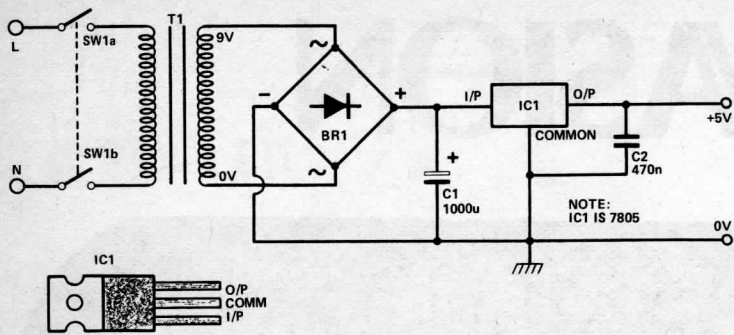 T1
L
SW1a
9V
~
−
+
BR1
I/P
IC1
O/P
COMMON
+5V
+
C1
1000u
C2
470n
N
SW1b
0V
~
NOTE:
IC1 IS 7805
0V
IC1
O/P
COMM
I/P